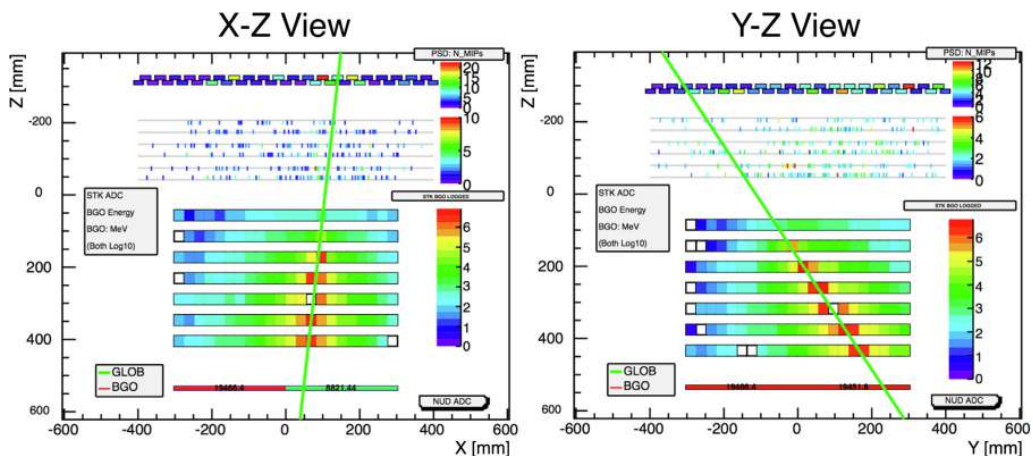 X-Z View
Z [mm]
PSD: N_MIPs
20
15
10
5
0
10
5
0
-200
0
200
400
600
STK ADC
BGO Energy
BGO: MeV
(Both Log10)
STK BGO LOGGED
6
5
4
3
2
1
0
GLOB
BGO
19466.4
8821.44
NUD ADC
-600
-400
-200
0
200
400
600
X [mm]
Y-Z View
Z [mm]
PSD: N_MIPs
12
10
8
6
4
2
0
6
4
2
0
-200
0
200
400
600
STK ADC
BGO Energy
BGO: MeV
(Both Log10)
STK BGO LOGGED
6
5
4
3
2
1
0
GLOB
BGO
19466.4
NUD ADC
-600
-400
-200
0
200
400
600
Y [mm]